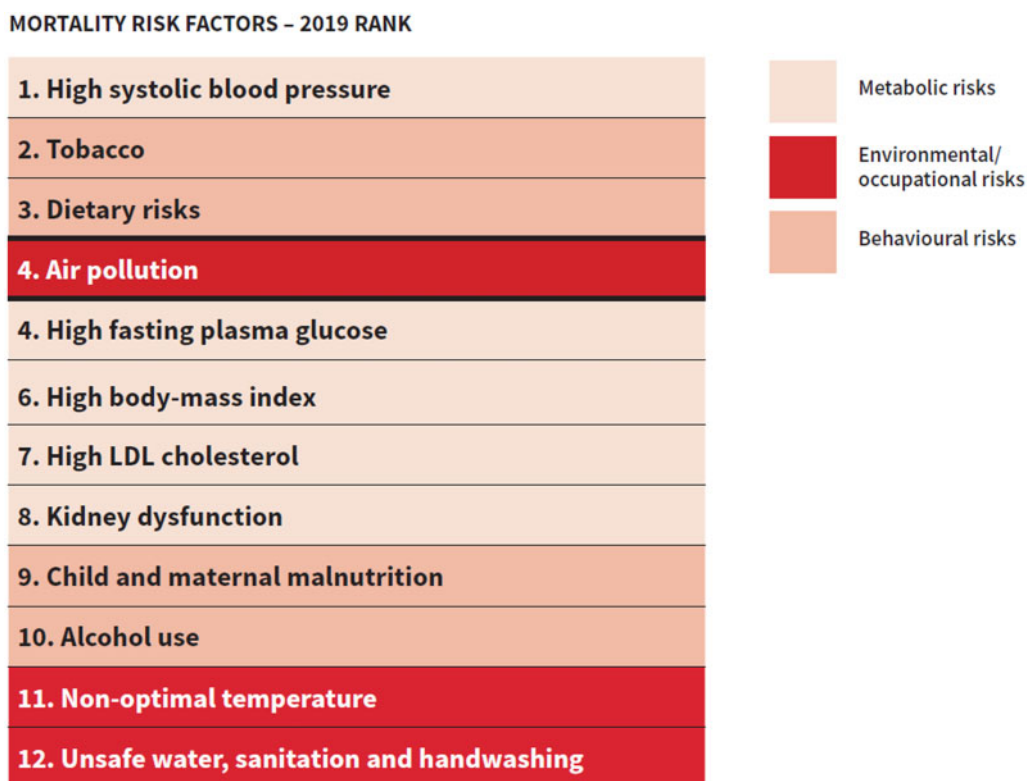 MORTALITY RISK FACTORS – 2019 RANK
1. High systolic blood pressure
2. Tobacco
3. Dietary risks
4. Air pollution
4. High fasting plasma glucose
6. High body-mass index
7. High LDL cholesterol
8. Kidney dysfunction
9. Child and maternal malnutrition
10. Alcohol use
11. Non-optimal temperature
12. Unsafe water, sanitation and handwashing
Metabolic risks
Environmental/
occupational risks
Behavioural risks